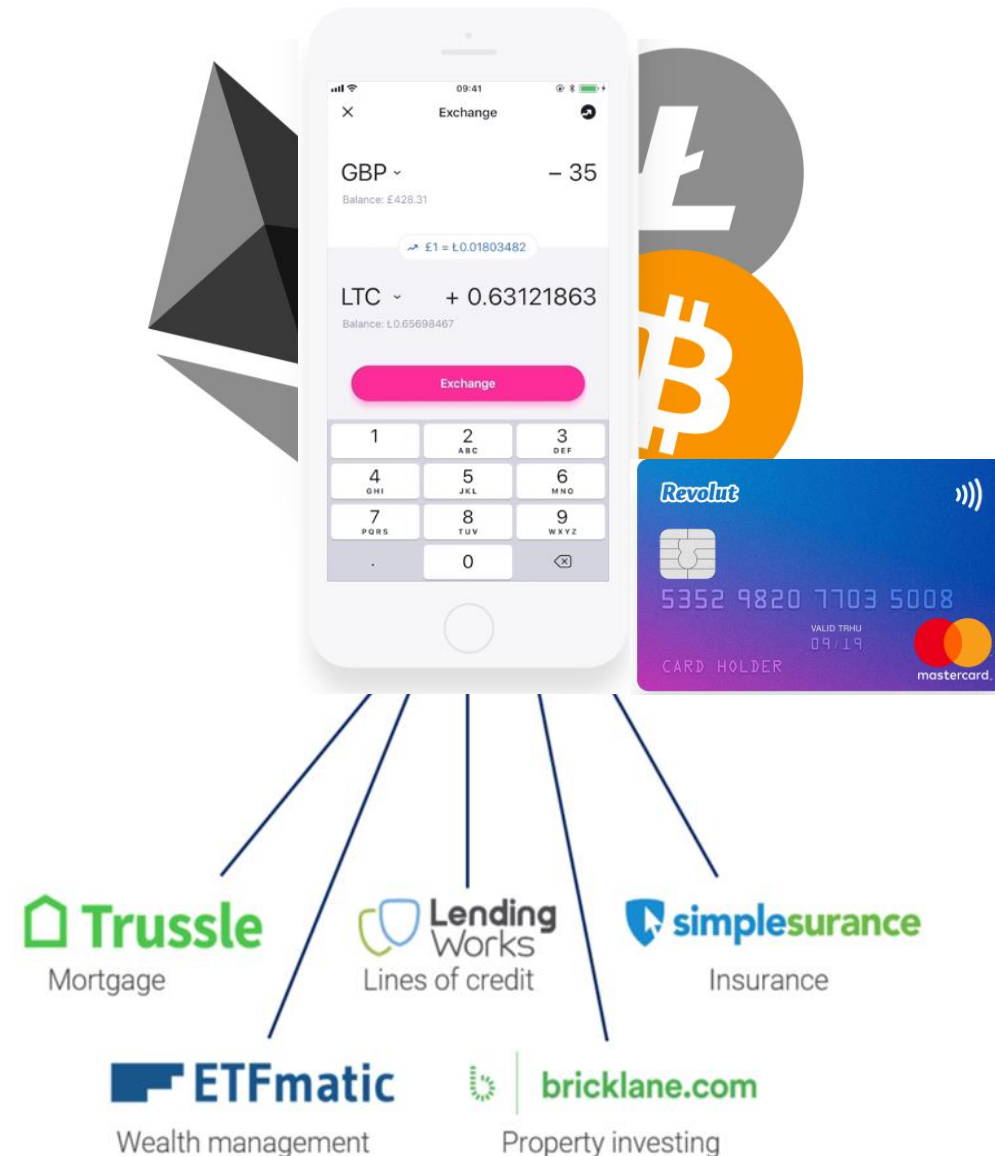 09:41
Exchange
GBP
− 35
Balance: £428.31
£1 = Ł0.01803482
LTC
+ 0.63121863
Balance: Ł0.65698467
Exchange
1
2
3
ABC
DEF
4
5
6
GHI
JKL
MNO
7
8
9
PQRS
TUV
WXYZ
.
0
Revolut
5352 9820 7703 5008
VALID TRHU
09/19
CARD HOLDER
mastercard.
Trussle
Mortgage
Lending
Works
Lines of credit
simplesurance
Insurance
ETFmatic
Wealth management
b
bricklane.com
Property investing